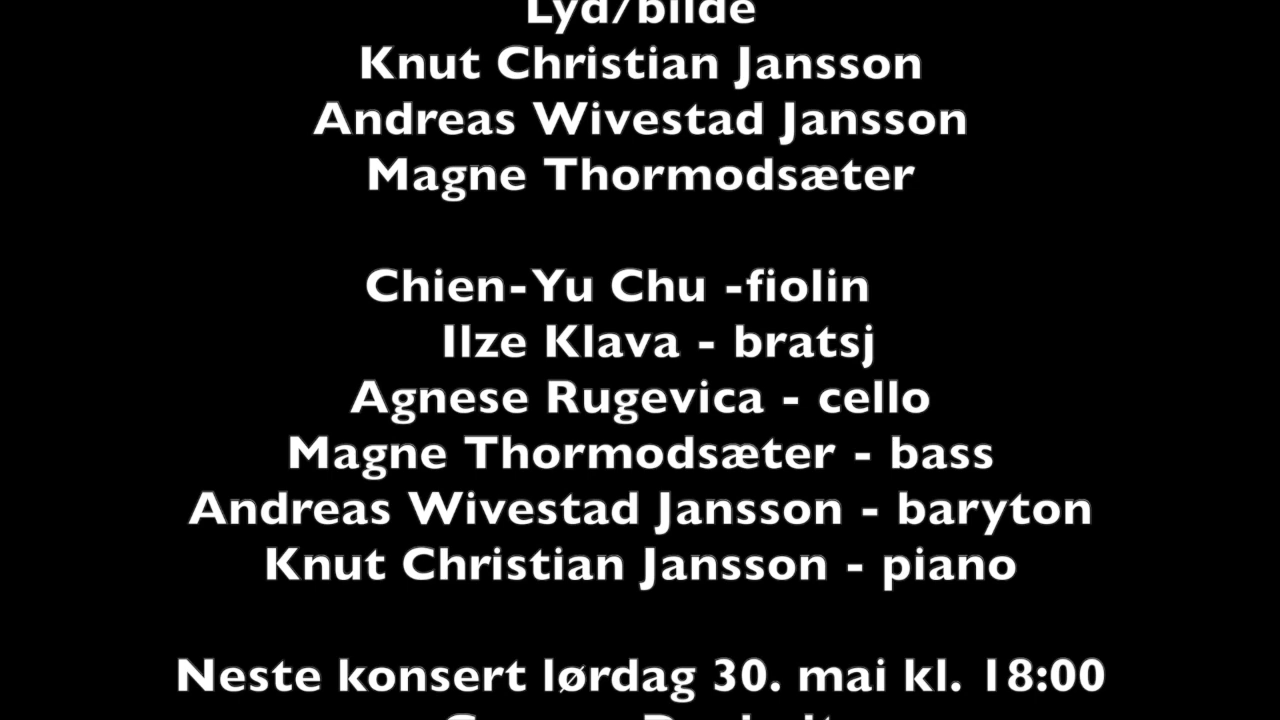 Lyd/bilde
Knut Christian Jansson
Andreas Wivestad Jansson
Magne Thormodsæter
Chien-Yu Chu -fiolin
Ilze Klava - bratsj
Agnese Rugevica - cello
Magne Thormodsæter - bass
Andreas Wivestad Jansson - baryton
Knut Christian Jansson - piano
Neste konsert lørdag 30. mai kl. 18:00